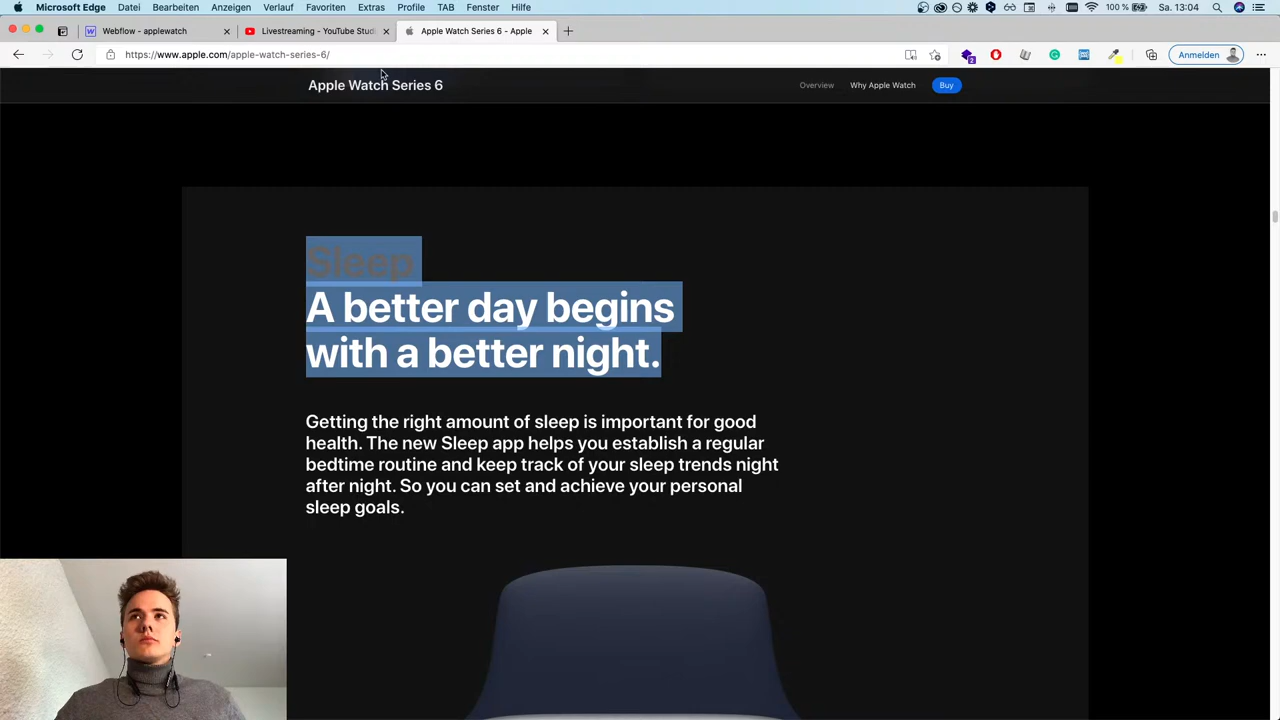 Microsoft Edge Datei Bearbeiten Anzeigen Verlauf Favoriten Extras Profile TAB Fenster Hilfe 100 % Sa. 13:04
Webflow - applewatch Livestreaming - YouTube Stud Apple Watch Series 6 - Apple
https://www.apple.com/apple-watch-series-6/ 2 Anmelden
Apple Watch Series 6 Overview Why Apple Watch Buy
Sleep
A better day begins
with a better night.
Getting the right amount of sleep is important for good
health. The new Sleep app helps you establish a regular
bedtime routine and keep track of your sleep trends night
after night. So you can set and achieve your personal
sleep goals.